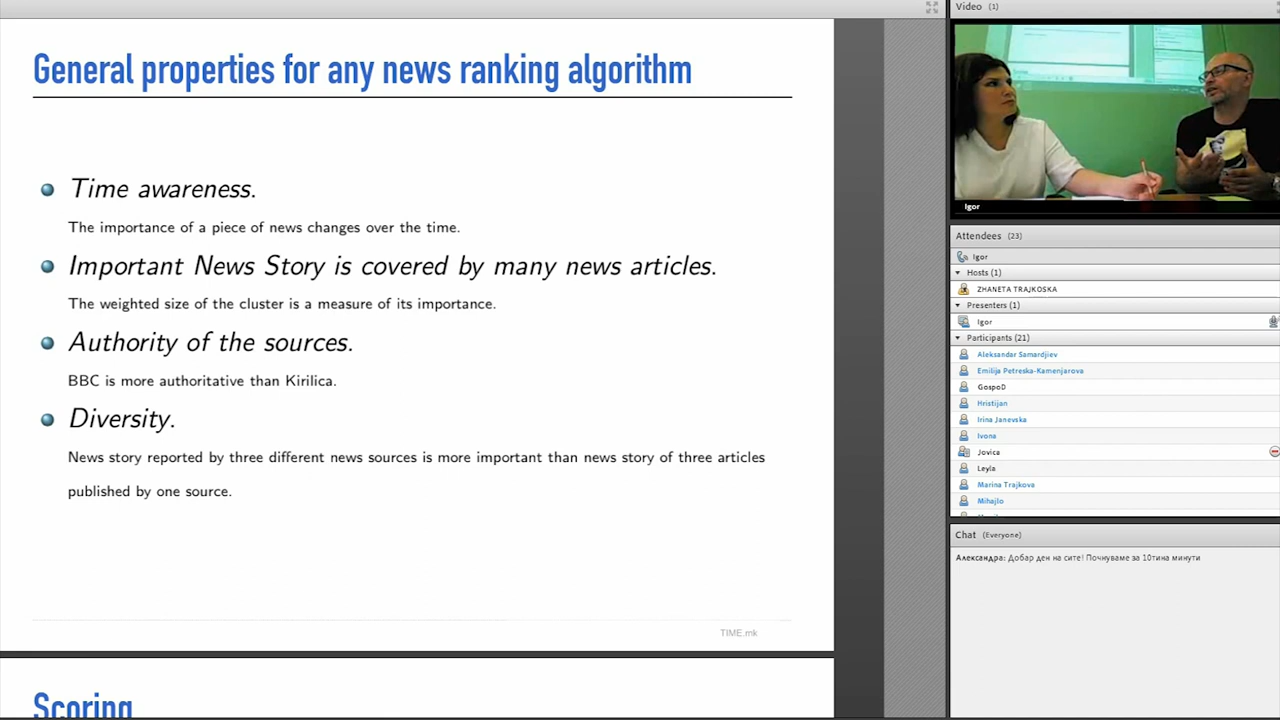 General properties for any news ranking algorithm
Time awareness.
The importance of a piece of news changes over the time.
Important News Story is covered by many news articles.
The weighted size of the cluster is a measure of its importance.
Authority of the sources.
BBC is more authoritative than Kirilica.
Diversity.
News story reported by three different news sources is more important than news story of three articles
published by one source.
TIME.mk
Scoring
Video (1)
Igor
Attendees (23)
Igor
Hosts (1)
ZHANETA TRAJKOSKA
Presenters (1)
Igor
Participants (21)
Aleksandar Samardjiev
Emilija Petreska-Kamenjarova
GospoD
Hristijan
Irina Janevska
Ivona
Jovica
Leyla
Marina Trajkova
Mihajlo
Chat (Everyone)
Александра: Добар ден на сите! Почнуваме за 10тина минути